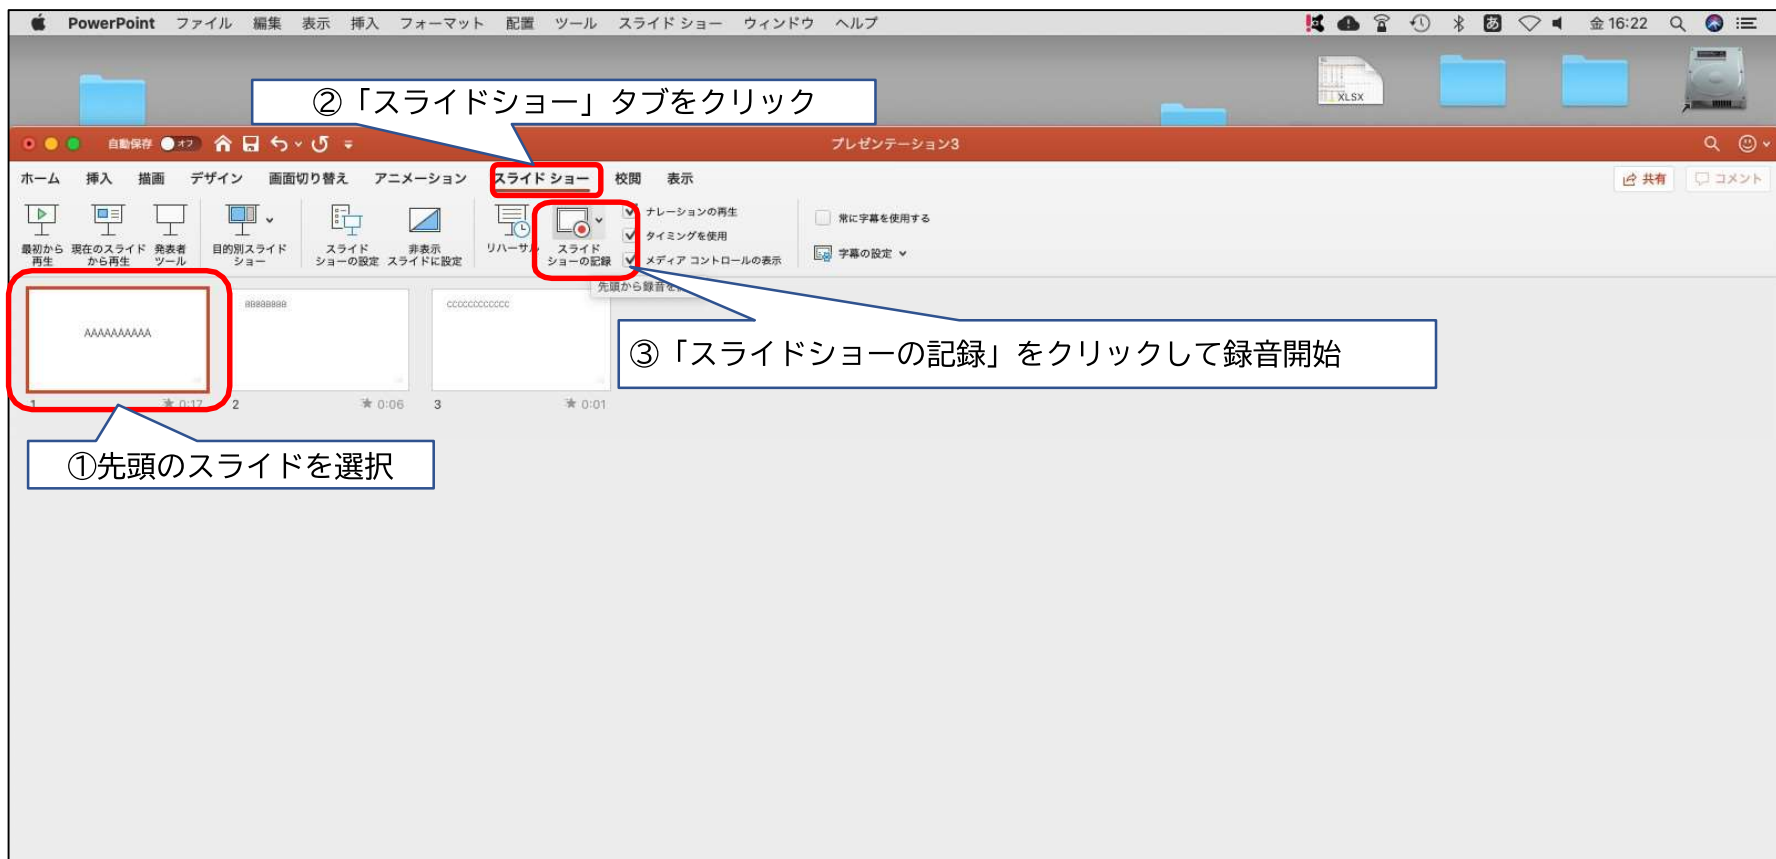 PowerPoint ファイル 編集 表示 挿入 フォーマット 配置 ツール スライド ショー ウィンドウ ヘルプ あ 金 16:22
XLSX
②「スライドショー」タブをクリック
自動保存 オフ プレゼンテーション3
ホーム 挿入 描画 デザイン 画面切り替え アニメーション スライド ショー 校閲 表示 共有 コメント
最初から
再生
現在のスライド
から再生
発表者
ツール
目的別スライド
ショー
スライド
ショーの設定
非表示
スライドに設定
リハーサル
スライド
ショーの記録
ナレーションの再生
タイミングを使用
メディア コントロールの表示
常に字幕を使用する
字幕の設定
先頭から録音を
AAAAAAAAAA
BBBBBBBB
CCCCCCCCCCCC
③「スライドショーの記録」をクリックして録音開始
1 0:17 2 0:06 3 0:01
①先頭のスライドを選択